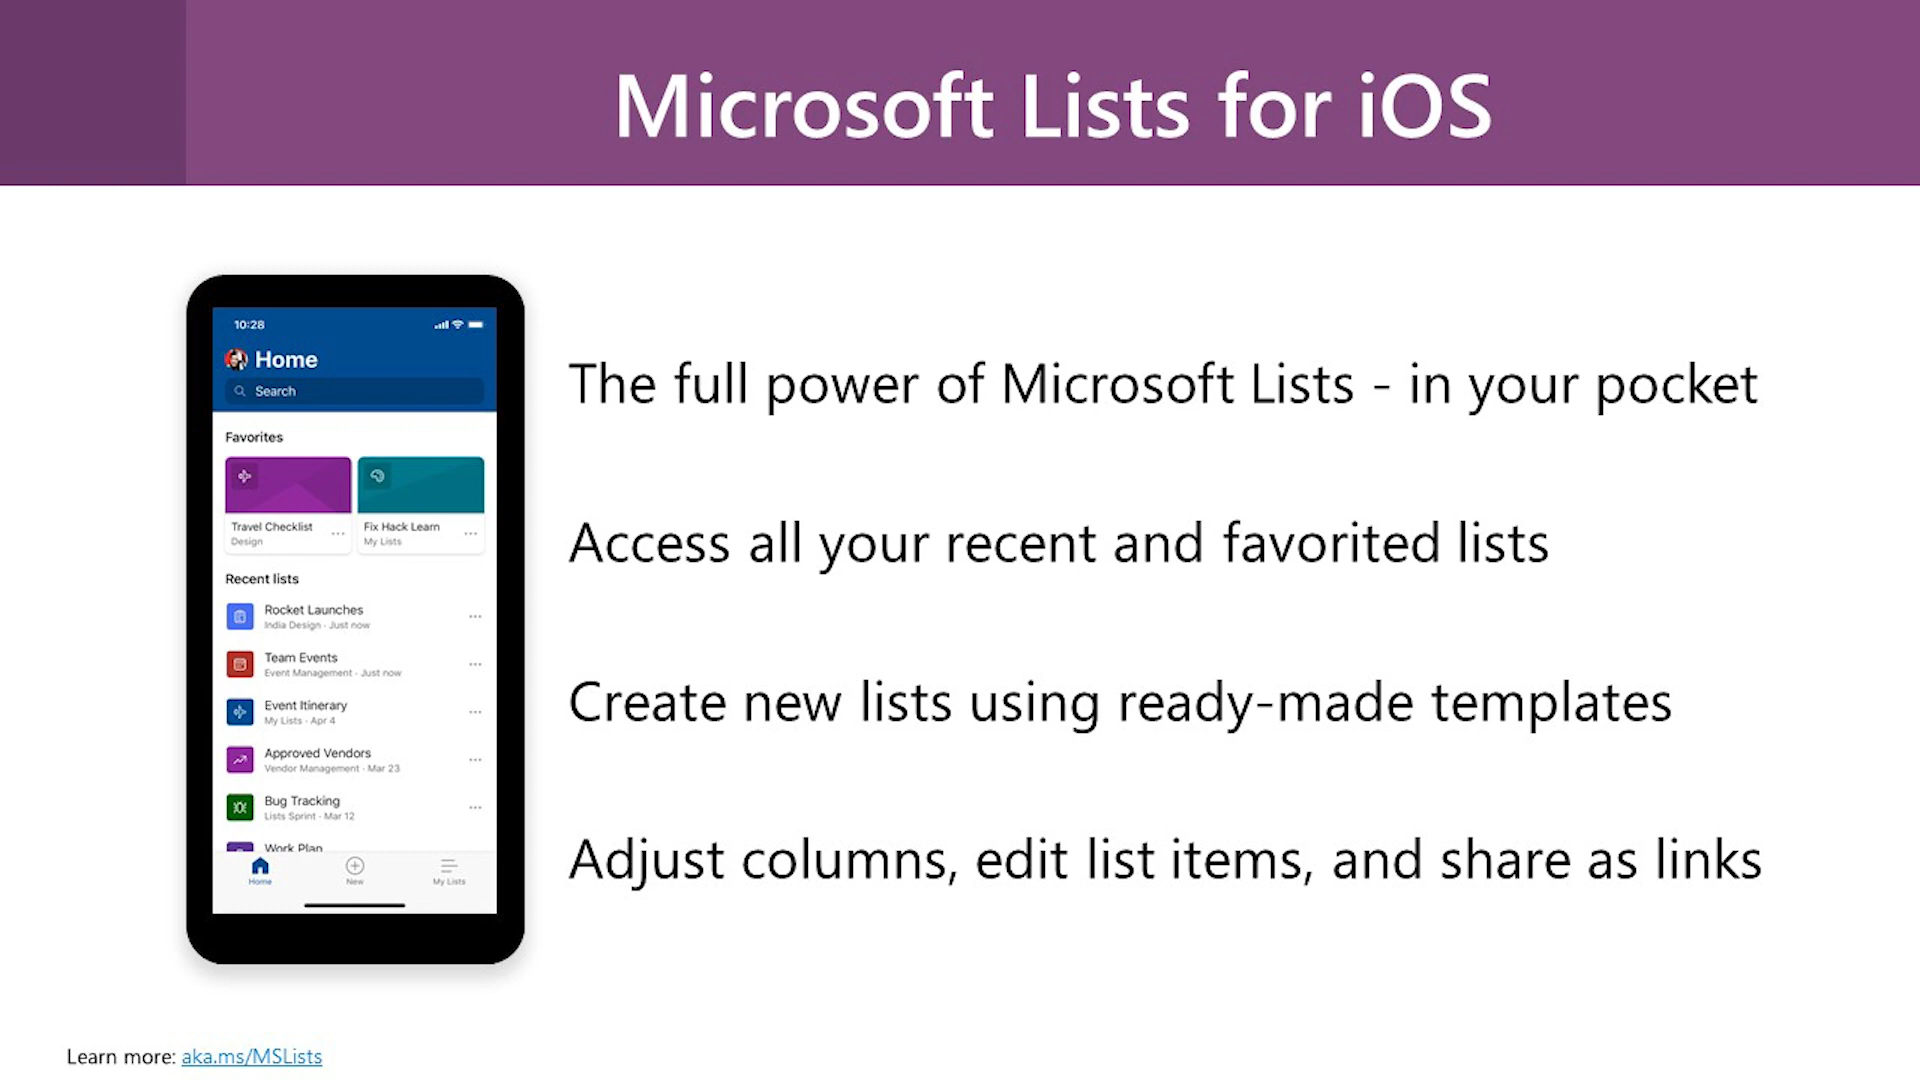 Microsoft Lists for iOS
10:28
Home
Search
Favorites
Travel Checklist
Design
Fix Hack Learn
My Lists
Recent lists
Rocket Launches
India Design - Just now
Team Events
Event Management - Just now
Event Itinerary
My Lists - Apr 4
Approved Vendors
Vendor Management - Mar 23
Bug Tracking
Lists Sprint - Mar 12
Work Plan
Home
New
My Lists
The full power of Microsoft Lists - in your pocket
Access all your recent and favorited lists
Create new lists using ready-made templates
Adjust columns, edit list items, and share as links
Learn more: aka.ms/MSLists